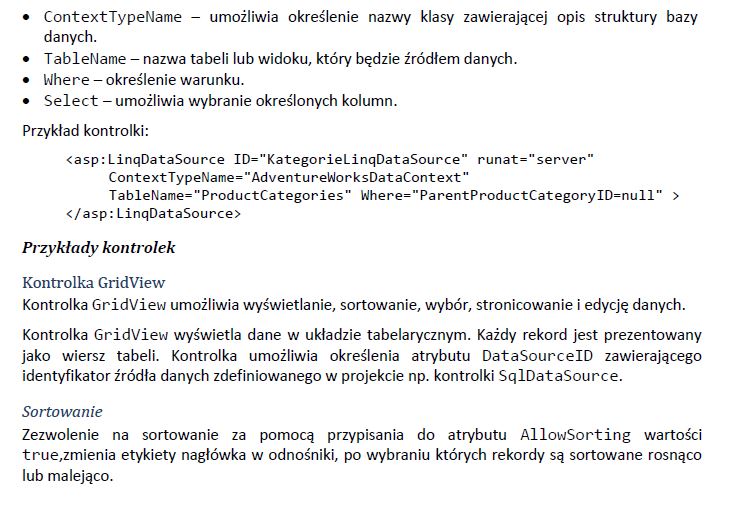 • ContextTypeName – umożliwia określenie nazwy klasy zawierającej opis struktury bazy
danych.
• TableName – nazwa tabeli lub widoku, który będzie źródłem danych.
• Where – określenie warunku.
• Select – umożliwia wybranie określonych kolumn.
Przykład kontrolki:
<asp:LinqDataSource ID="KategorieLinqDataSource" runat="server"
ContextTypeName="AdventureWorksDataContext"
TableName="ProductCategories" Where="ParentProductCategoryID=null" >
</asp:LinqDataSource>
Przykłady kontrolek
Kontrolka GridView
Kontrolka GridView umożliwia wyświetlanie, sortowanie, wybór, stronicowanie i edycję danych.
Kontrolka GridView wyświetla dane w układzie tabelarycznym. Każdy rekord jest prezentowany
jako wiersz tabeli. Kontrolka umożliwia określenia atrybutu DataSourceID zawierającego
identyfikator źródła danych zdefiniowanego w projekcie np. kontrolki SqlDataSource.
Sortowanie
Zezwolenie na sortowanie za pomocą przypisania do atrybutu AllowSorting wartości
true,zmienia etykiety nagłówka w odnośniki, po wybraniu których rekordy są sortowane rosnąco
lub malejąco.